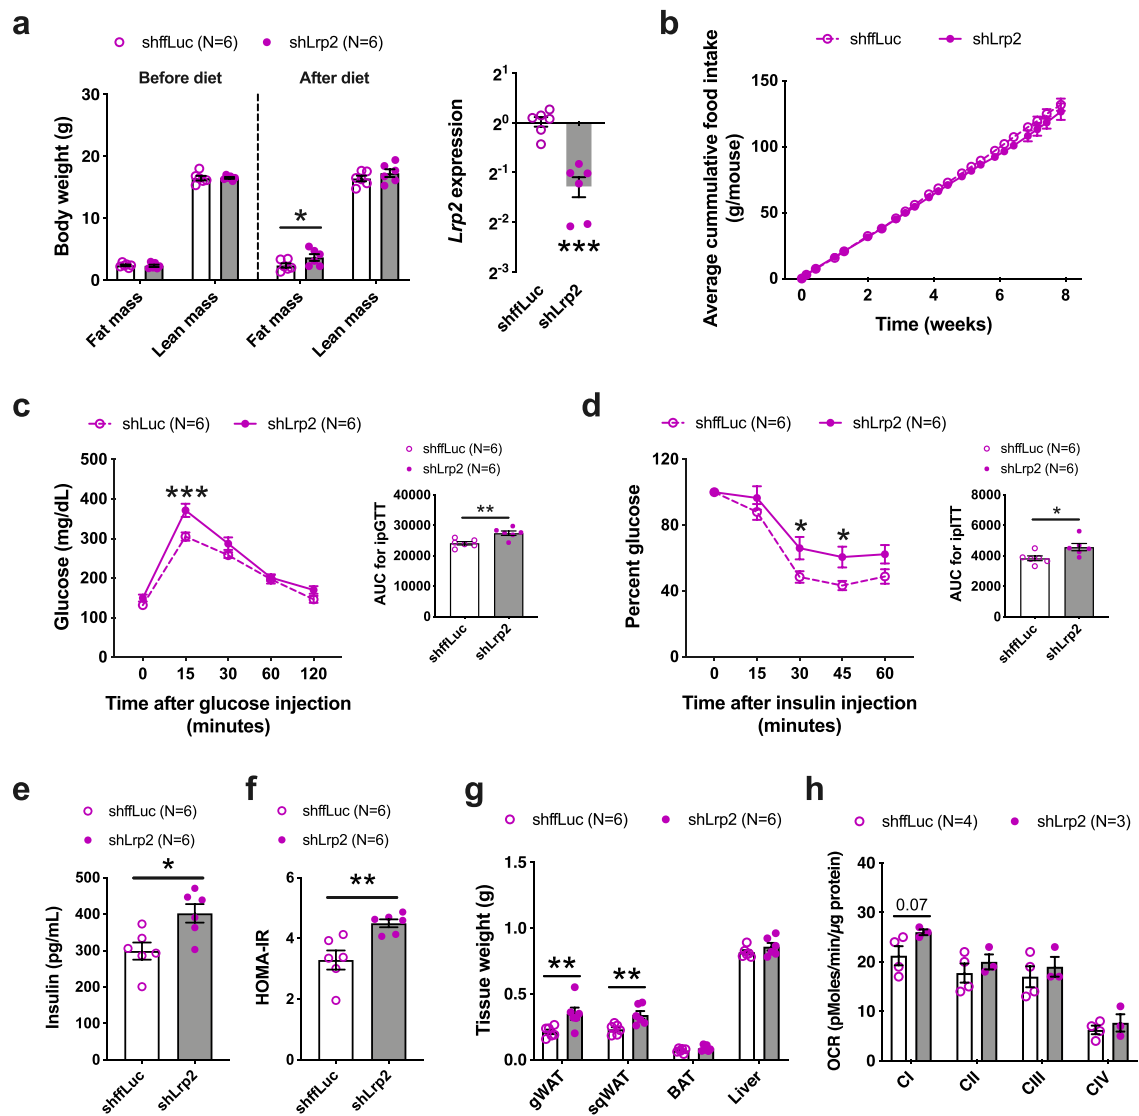 a
shffLuc (N=6) shLrp2 (N=6)
Before diet After diet
Body weight (g)
30
20
10
0
*
Fat mass Lean mass Fat mass Lean mass
Lrp2 expression
2^1
2^0
2^-1
2^-2
2^-3
***
shffLuc shLrp2
b
shffLuc shLrp2
Average cummulative food intake
(g/mouse)
150
100
50
0
0 2 4 6 8
Time (weeks)
c
shLuc (N=6) shLrp2 (N=6)
Glucose (mg/dL)
500
400
300
200
100
0
***
0 15 30 60 120
Time after glucose injection
(minutes)
shffLuc (N=6)
shLrp2 (N=6)
AUC for ipGTT
40000
30000
20000
10000
0
**
shffLuc shLrp2
d
shffLuc (N=6) shLrp2 (N=6)
Percent glucose
120
80
40
0
* *
0 15 30 45 60
Time after insulin injection
(minutes)
shffLuc (N=6)
shLrp2 (N=6)
AUC for ipITT
8000
6000
4000
2000
0
*
shffLuc shLrp2
e
shffLuc (N=6)
shLrp2 (N=6)
Insulin (pg/mL)
500
400
300
200
100
0
*
shffLuc shLrp2
f
shffLuc (N=6)
shLrp2 (N=6)
HOMA-IR
6
4
2
0
**
shffLuc shLrp2
g
shffLuc (N=6) shLrp2 (N=6)
Tissue weight (g)
1.5
1.0
0.5
0.0
** **
gWAT sqWAT BAT Liver
h
shffLuc (N=4) shLrp2 (N=3)
OCR (pMoles/min/µg protein)
40
30
20
10
0
0.07
CI CII CIII CIV